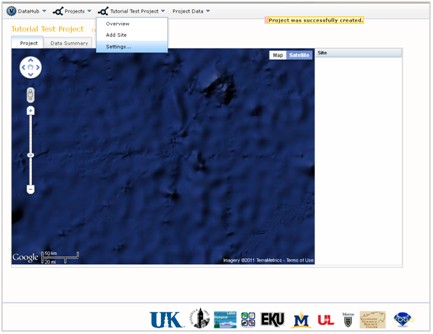 DataHub Projects Tutorial Test Project Project Data
Project was successfully created.
Overview
Add Site
Settings...
Tutorial Test Project
Project Data Summary
Map Satellite
Site
50 km
20 mi
Google
Imagery ©2011 TerraMetrics - Terms of Use
UK EKU M UL